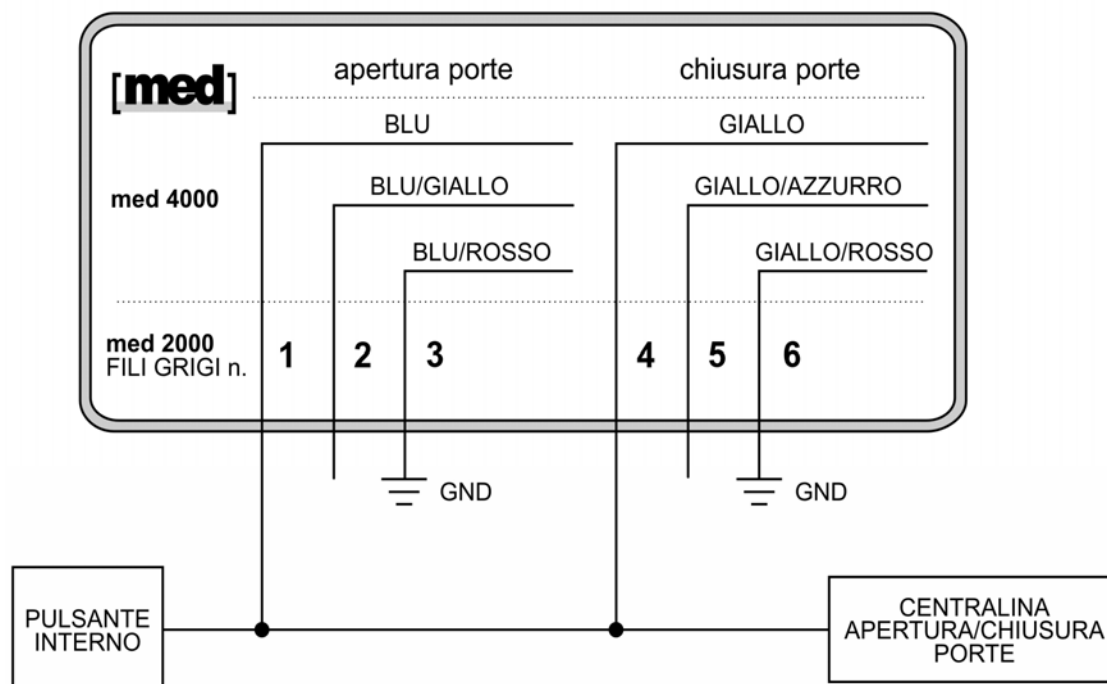 [med]
apertura porte
chiusura porte
BLU
GIALLO
med 4000
BLU/GIALLO
GIALLO/AZZURRO
BLU/ROSSO
GIALLO/ROSSO
med 2000
FILI GRIGI n.
1
2
3
4
5
6
GND
GND
PULSANTE
INTERNO
CENTRALINA
APERTURA/CHIUSURA
PORTE